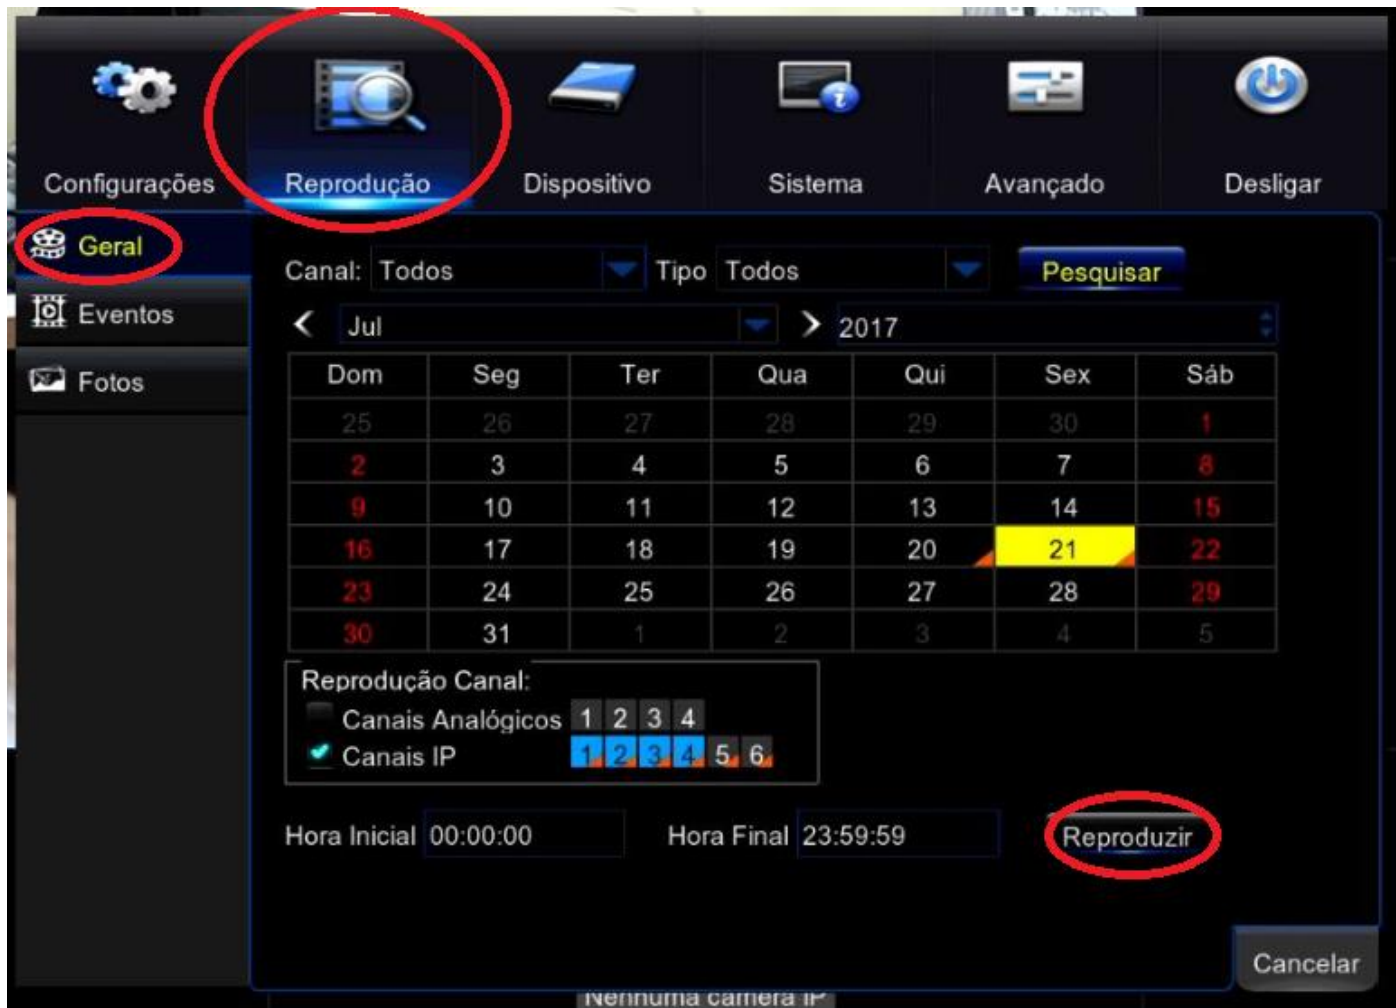 Configurações Reprodução Dispositivo Sistema Avançado Desligar
Geral
Eventos
Fotos
Canal: Todos Tipo Todos Pesquisar
< Jul > 2017
Dom Seg Ter Qua Qui Sex Sáb
25 26 27 28 29 30 1
2 3 4 5 6 7 8
9 10 11 12 13 14 15
16 17 18 19 20 21 22
23 24 25 26 27 28 29
30 31 1 2 3 4 5
Reprodução Canal:
Canais Analógicos 1 2 3 4
Canais IP 1 2 3 4 5 6
Hora Inicial 00:00:00 Hora Final 23:59:59 Reproduzir
Cancelar
Nenhuma câmera IP